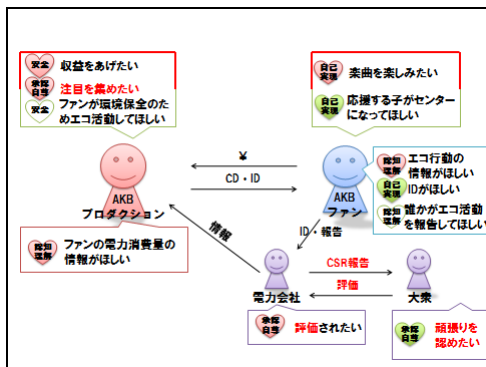 安全 収益をあげたい
承認自尊 注目を集めたい
安全 ファンが環境保全のた
めエコ活動してほしい
自己実現 楽曲を楽しみたい
自己実現 応援する子がセンター
になってほしい
¥
CD・ID
AKB
プロダクション
AKB
ファン
認知理解 エコ行動の
情報がほしい
自己実現 IDがほしい
認知理解 誰かがエコ活動
を報告してほしい
認知理解 ファンの電力消費量の
情報がほしい
情報
ID・報告
CSR報告
評価
電力会社
大衆
承認自尊 評価されたい
承認自尊 頑張りを
認めたい